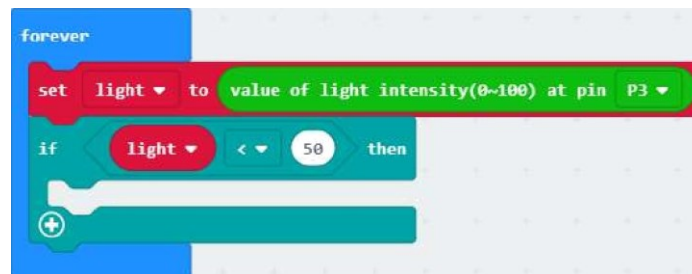 forever
set light to value of light intensity(0~100) at pin P3
if light < 50 then